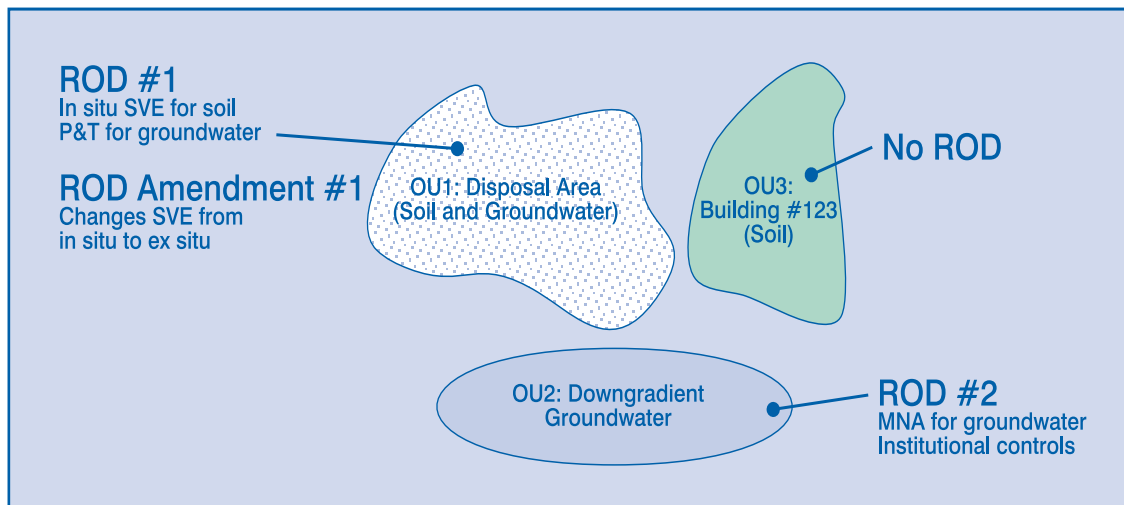 ROD #1
In situ SVE for soil
P&T for groundwater
ROD Amendment #1
Changes SVE from
in situ to ex situ
OU1: Disposal Area
(Soil and Groundwater)
OU3:
Building #123
(Soil)
No ROD
OU2: Downgradient
Groundwater
ROD #2
MNA for groundwater
Institutional controls